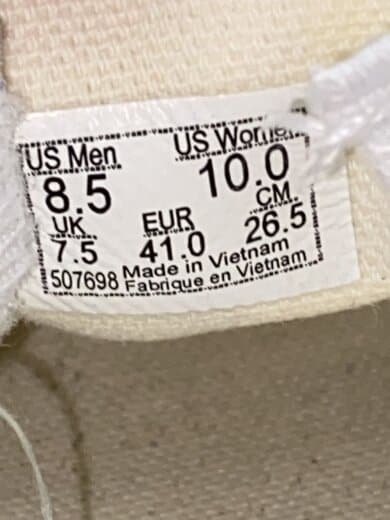 US Men US Women
8.5 10.0
UK EUR CM
7.5 41.0 26.5
507698 Made in Vietnam
Fabrique en Vietnam